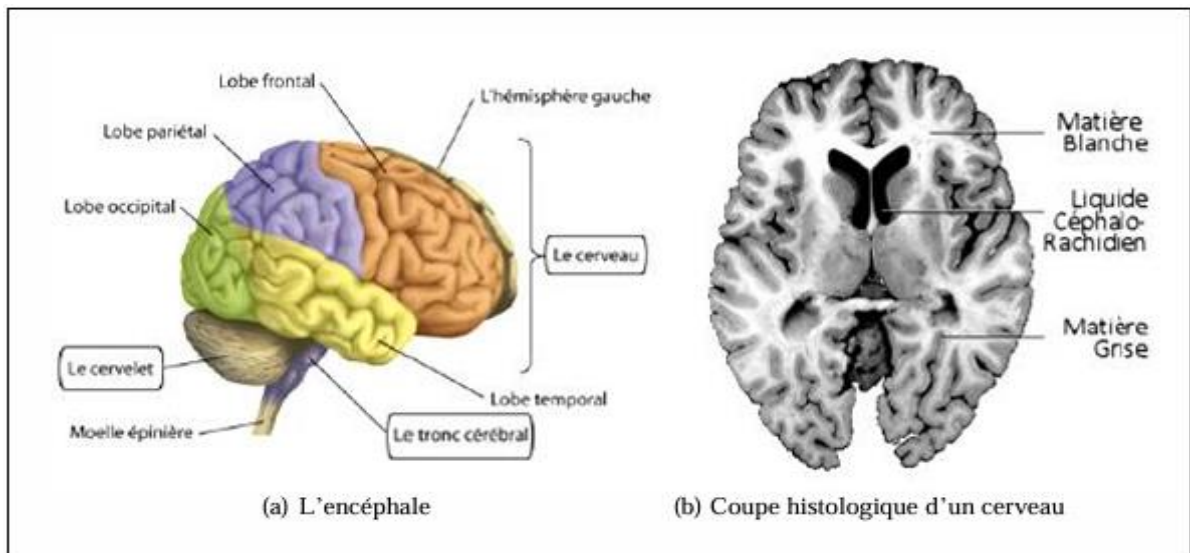 Lobe frontal
L'hémisphère gauche
Lobe pariétal
Lobe occipital
Le cerveau
Le cervelet
Lobe temporal
Moelle épinière
Le tronc cérébral
(a) L'encéphale
Matière
Blanche
Liquide
Céphalo-
Rachidien
Matière
Grise
(b) Coupe histologique d'un cerveau